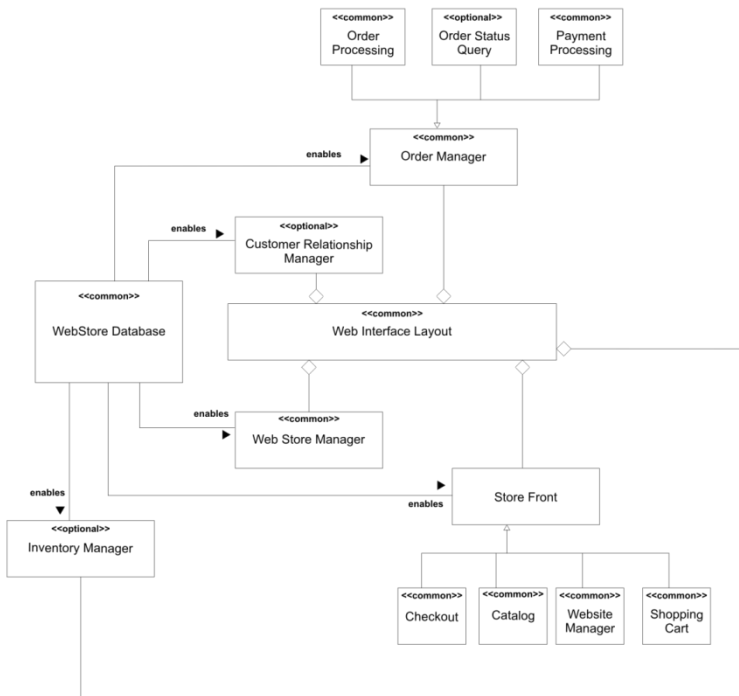 <<common>>
Order
Processing
<<optional>>
Order Status
Query
<<common>>
Payment
Processing
enables
<<common>>
Order Manager
enables
<<optional>>
Customer Relationship
Manager
<<common>>
WebStore Database
<<common>>
Web Interface Layout
enables
<<common>>
Web Store Manager
enables
enables
Store Front
<<optional>>
Inventory Manager
<<common>>
Checkout
<<common>>
Catalog
<<common>>
Website
Manager
<<common>>
Shopping
Cart